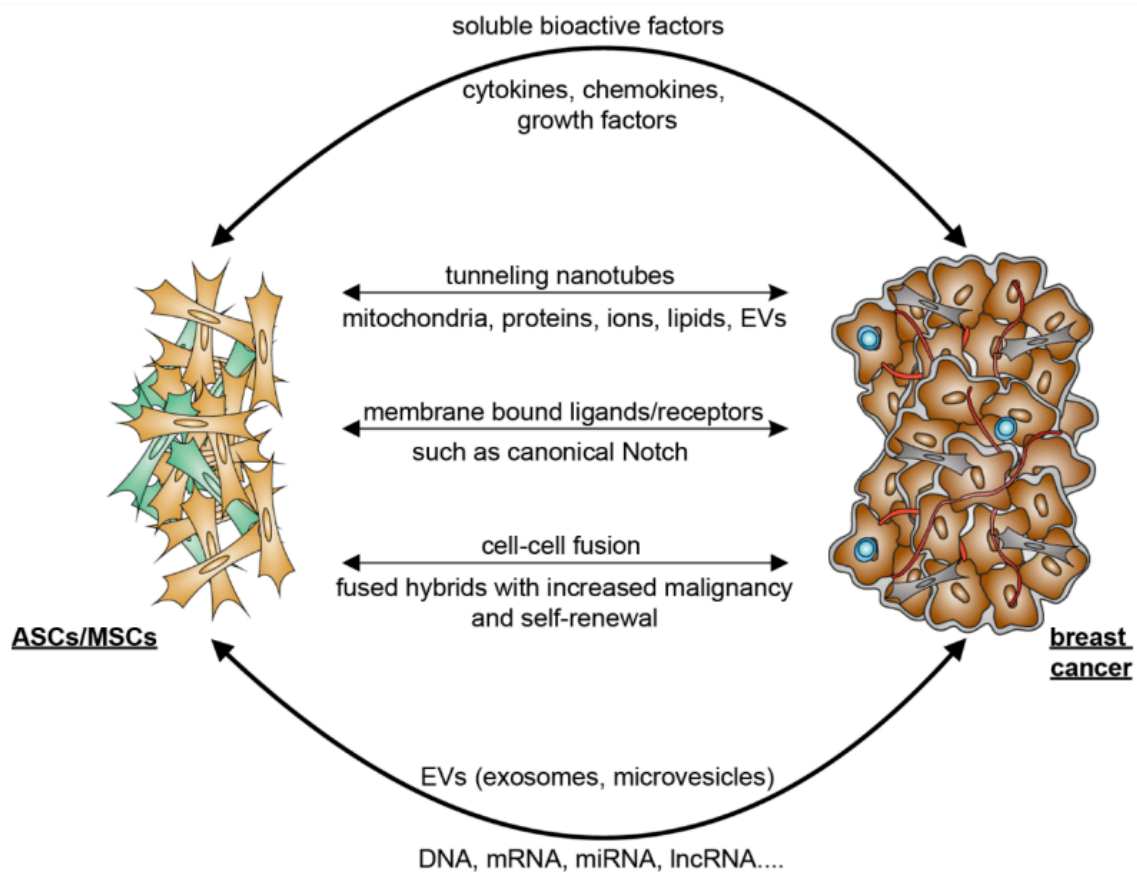 soluble bioactive factors
cytokines, chemokines,
growth factors
tunneling nanotubes
mitochondria, proteins, ions, lipids, EVs
membrane bound ligands/receptors
such as canonical Notch
cell-cell fusion
fused hybrids with increased malignancy
and self-renewal
ASCs/MSCs
breast
cancer
EVs (exosomes, microvesicles)
DNA, mRNA, miRNA, lncRNA....